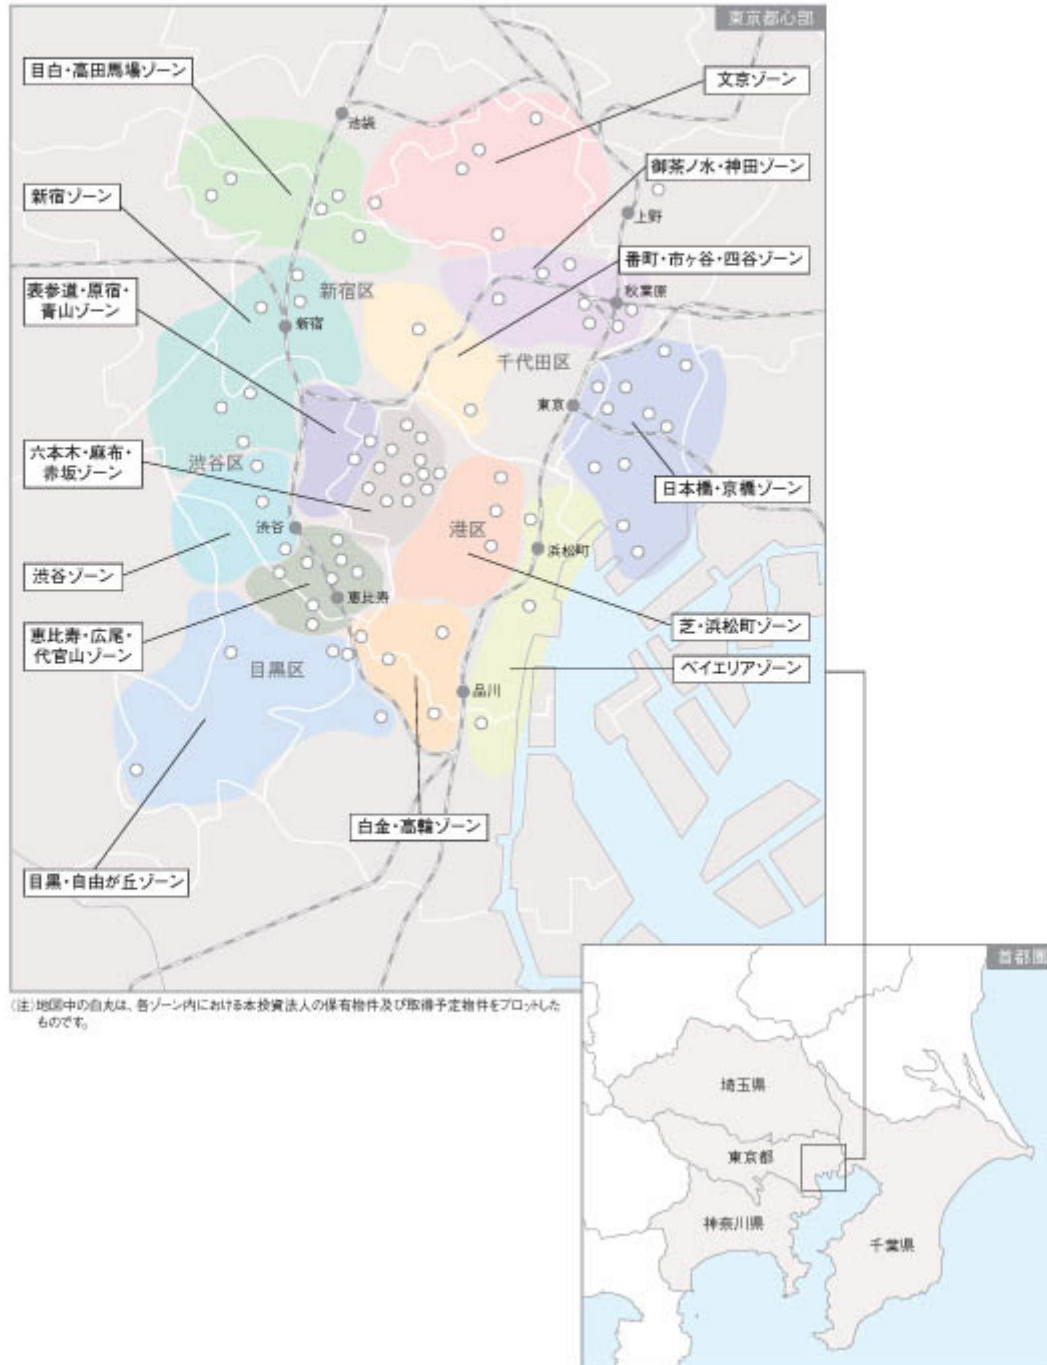 東京都心部
目白・高田馬場ゾーン
文京ゾーン
池袋
御茶ノ水・神田ゾーン
新宿ゾーン
上野
番町・市ヶ谷・四谷ゾーン
表参道・原宿・
青山ゾーン
新宿区
秋葉原
新宿
千代田区
東京
六本木・麻布・
赤坂ゾーン
渋谷区
日本橋・京橋ゾーン
渋谷
港区
浜松町
渋谷ゾーン
恵比寿
芝・浜松町ゾーン
恵比寿・広尾・
代官山ゾーン
目黒区
ベイエリアゾーン
品川
白金・高輪ゾーン
目黒・自由が丘ゾーン
首都圏
(注)地図中の白丸は、各ゾーン内における本投資法人の保有物件及び取得予定物件をプロットした
ものです。
埼玉県
東京都
神奈川県
千葉県